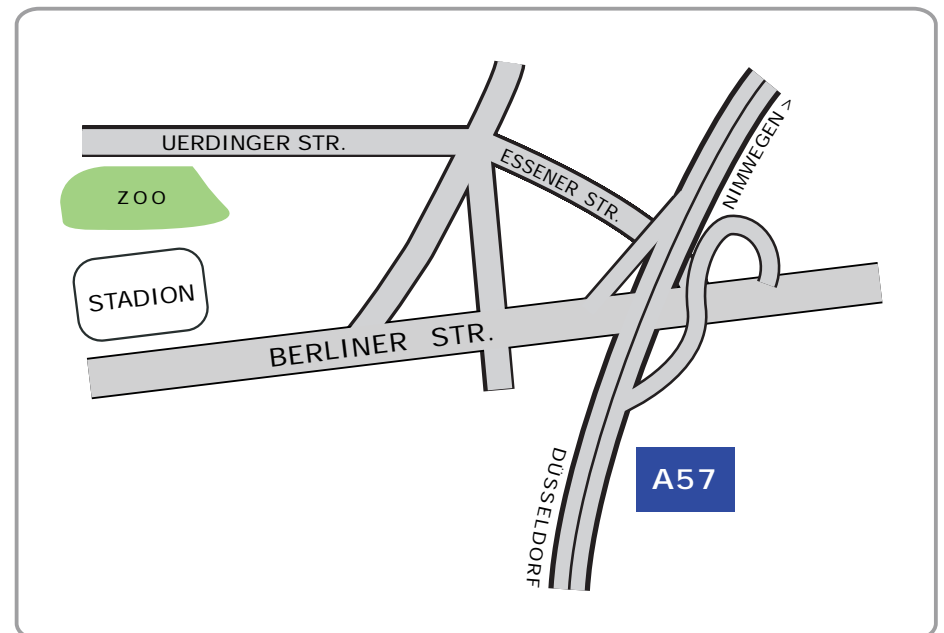 UERDINGER STR.
ESSENER STR.
NIMWEGEN >
ZOO
STADION
BERLINER STR.
A57
DÜSSELDORF